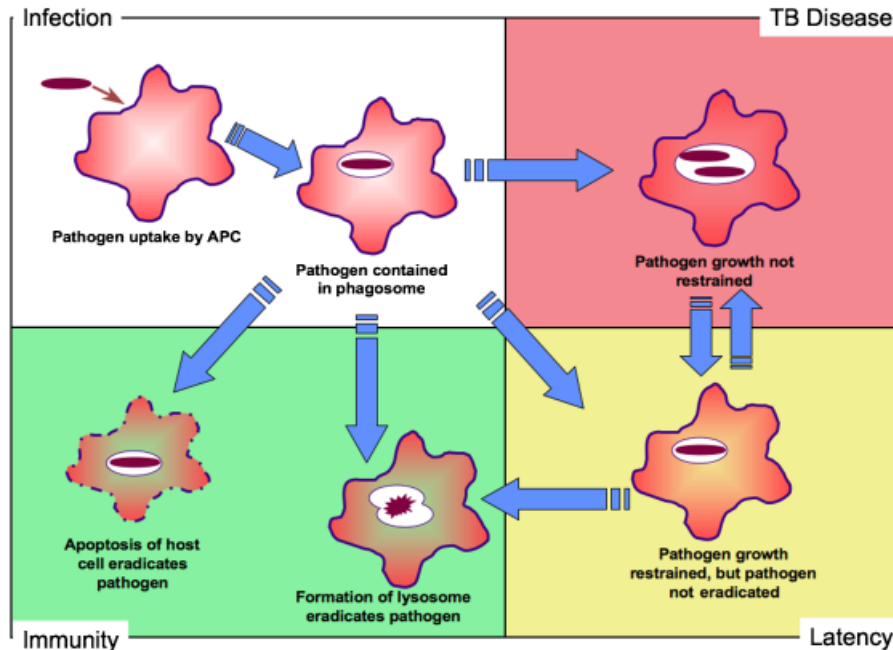 Infection
TB Disease
Pathogen uptake by APC
Pathogen contained
in phagosome
Pathogen growth not
restrained
Apoptosis of host
cell eradicates
pathogen
Formation of lysosome
eradicates pathogen
Pathogen growth
restrained, but pathogen
not eradicated
Immunity
Latency